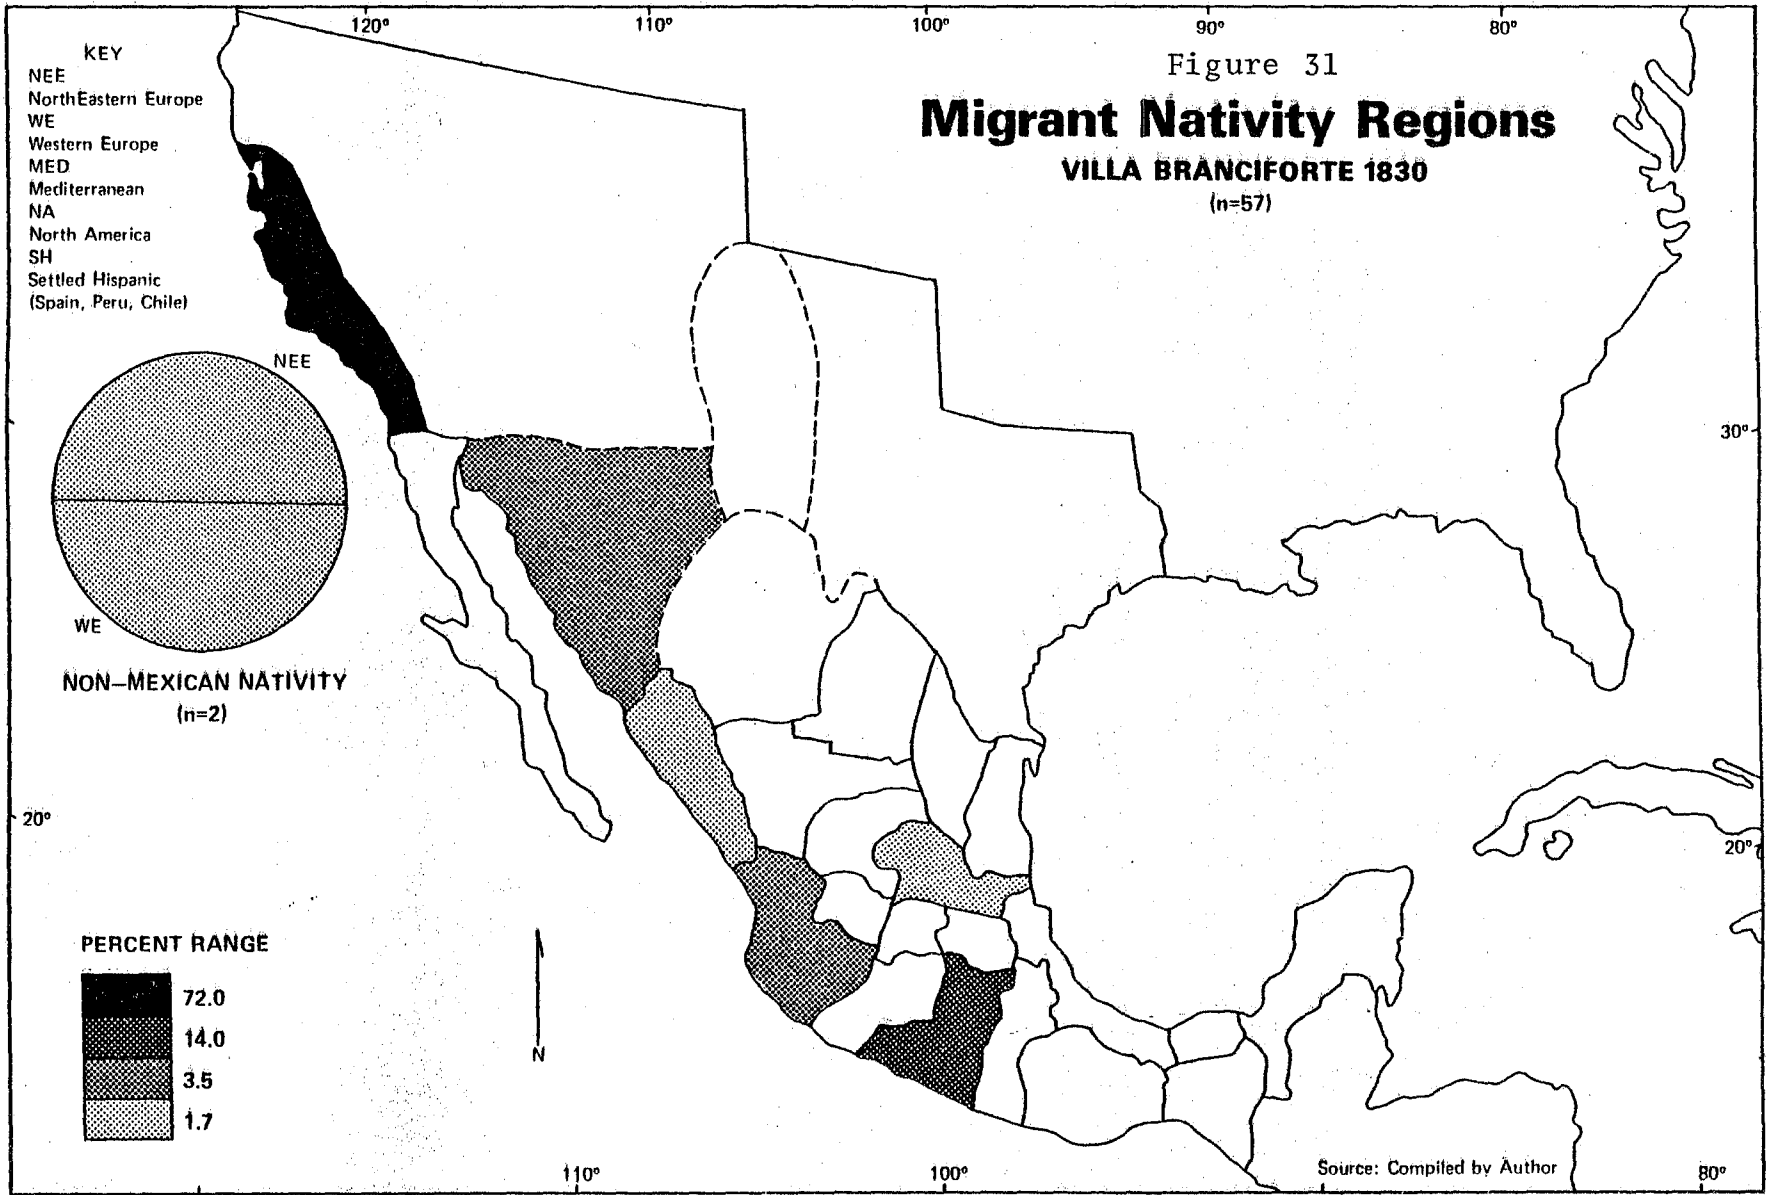 120°
110°
100°
90°
80°
Figure 31
Migrant Nativity Regions
VILLA BRANCIFORTE 1830
(n=57)
KEY
NEE
NorthEastern Europe
WE
Western Europe
MED
Mediterranean
NA
North America
SH
Settled Hispanic
(Spain, Peru, Chile)
NEE
WE
NON–MEXICAN NATIVITY
(n=2)
30°
20°
20°
PERCENT RANGE
72.0
14.0
3.5
1.7
N
110°
100°
80°
Source: Compiled by Author